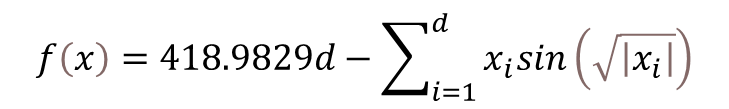 f(x) = 418.9829d − ∑_{i=1}^{d} x_i sin(√|x_i|)